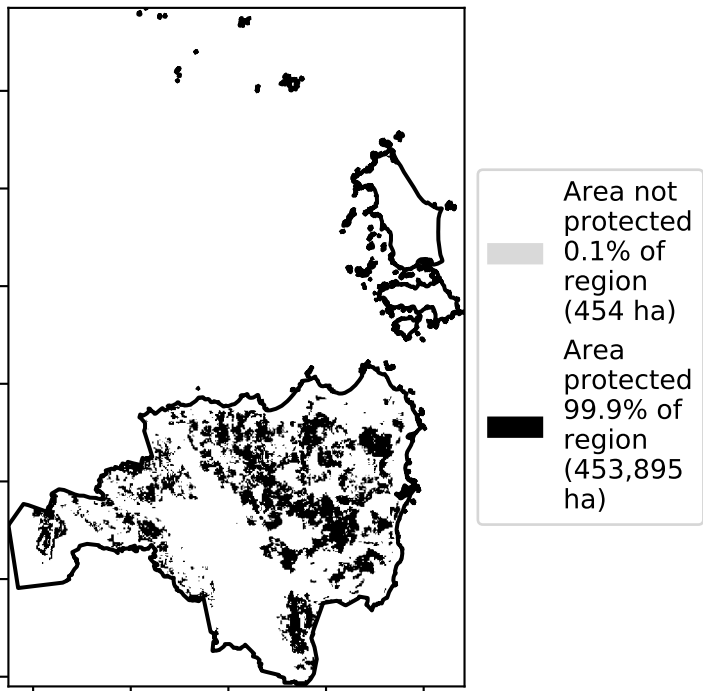 Area not
protected
0.1% of
region
(454 ha)
Area
protected
99.9% of
region
(453,895
ha)